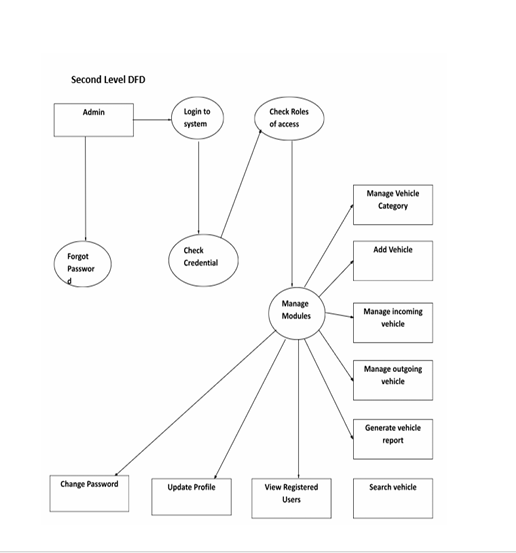 Second Level DFD
Admin
Login to
system
Check Roles
of access
Forgot
Passwor
d
Check
Credential
Manage Vehicle
Category
Add Vehicle
Manage
Modules
Manage incoming
vehicle
Manage outgoing
vehicle
Generate vehicle
report
Change Password
Update Profile
View Registered
Users
Search vehicle